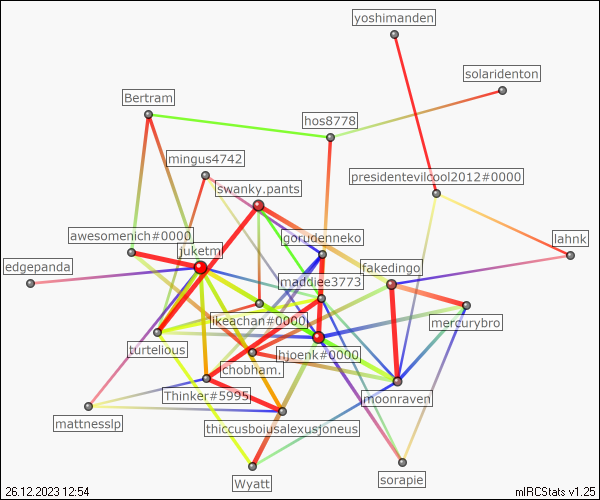 yoshimanden
solaridenton
Bertram
hos8778
mingus4742
presidentevilcool2012#0000
swanky.pants
awesomenich#0000
gorudenneko
lahnk
juketm
edgepanda
fakedingo
maddiee3773
ikeachan#0000
mercurybro
turtelious
hjoenk#0000
chobham.
Thinker#5995
moonraven
mattnesslp
thiccusboiusalexusjoneus
Wyatt
sorapie
26.12.2023 12:54
mIRCStats v1.25